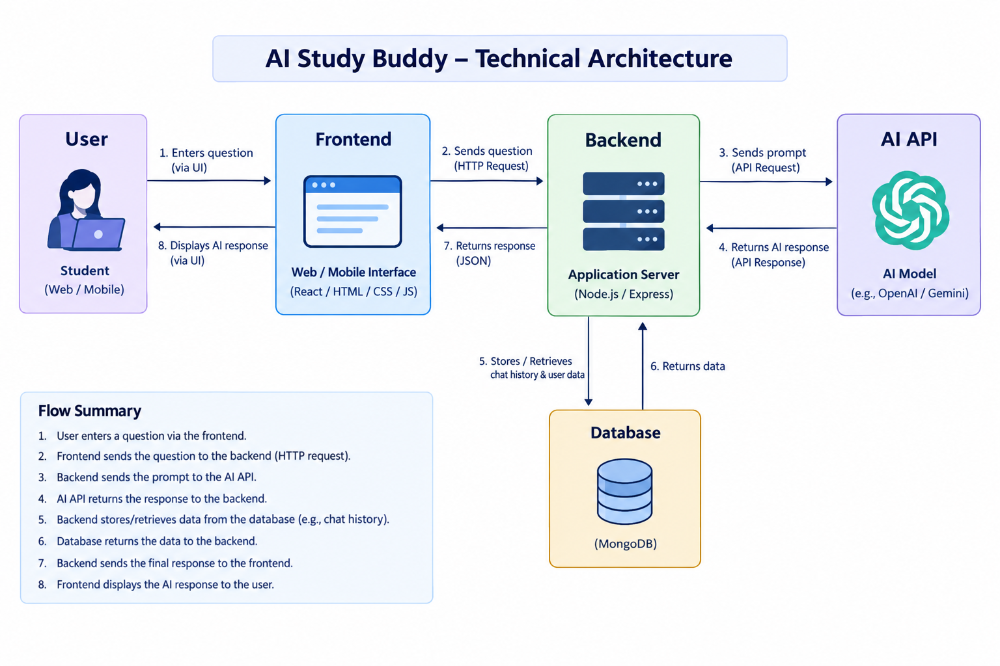 AI Study Buddy – Technical Architecture
User
Student
(Web / Mobile)
1. Enters question
(via UI)
8. Displays AI response
(via UI)
Frontend
Web / Mobile Interface
(React / HTML / CSS / JS)
2. Sends question
(HTTP Request)
7. Returns response
(JSON)
Backend
Application Server
(Node.js / Express)
3. Sends prompt
(API Request)
4. Returns AI response
(API Response)
AI API
AI Model
(e.g., OpenAI / Gemini)
5. Stores / Retrieves
chat history & user data
6. Returns data
Database
(MongoDB)
Flow Summary
1. User enters a question via the frontend.
2. Frontend sends the question to the backend (HTTP request).
3. Backend sends the prompt to the AI API.
4. AI API returns the response to the backend.
5. Backend stores/retrieves data from the database (e.g., chat history).
6. Database returns the data to the backend.
7. Backend sends the final response to the frontend.
8. Frontend displays the AI response to the user.